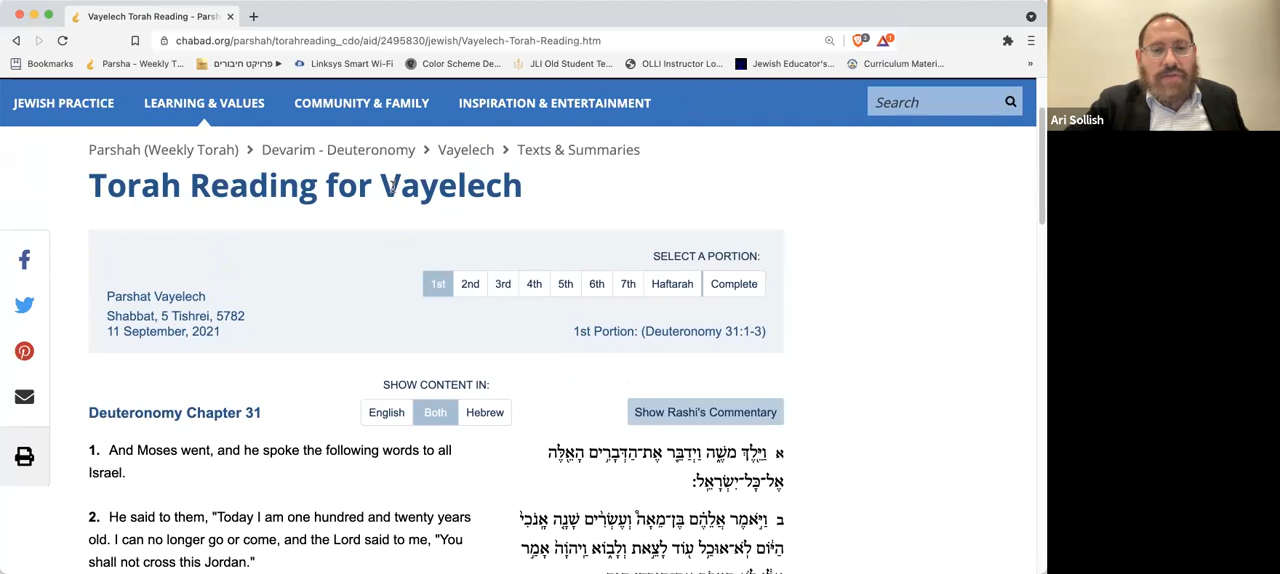 Vayelech Torah Reading - Parsh
chabad.org/parshah/torahreading_cdo/aid/2495830/jewish/Vayelech-Torah-Reading.htm
3
1
Bookmarks
Parsha - Weekly T...
פרויקט חיבורים
Linksys Smart Wi-Fi
Color Scheme De...
JLI Old Student Te...
OLLI Instructor Lo...
Jewish Educator's...
Curriculum Materi...
»
JEWISH PRACTICE
LEARNING & VALUES
COMMUNITY & FAMILY
INSPIRATION & ENTERTAINMENT
Search
Ari Sollish
Parshah (Weekly Torah) > Devarim - Deuteronomy > Vayelech > Texts & Summaries
Torah Reading for Vayelech
SELECT A PORTION:
1st 2nd 3rd 4th 5th 6th 7th Haftarah Complete
Parshat Vayelech
Shabbat, 5 Tishrei, 5782
11 September, 2021
1st Portion: (Deuteronomy 31:1-3)
SHOW CONTENT IN:
Deuteronomy Chapter 31
English Both Hebrew
Show Rashi's Commentary
1. And Moses went, and he spoke the following words to all
Israel.
א וַיֵּ֖לֶךְ משֶׁ֑ה וַיְדַבֵּ֛ר אֶת־הַדְּבָרִ֥ים הָאֵ֖לֶּה
אֶל־כָּל־יִשְׂרָאֵֽל:
2. He said to them, "Today I am one hundred and twenty years
old. I can no longer go or come, and the Lord said to me, "You
shall not cross this Jordan."
ב וַיֹּ֣אמֶר אֲלֵהֶ֗ם בֶּן־מֵאָה֩ וְעֶשְׂרִ֨ים שָׁנָ֤ה אָֽנֹכִי֙
הַיּ֔וֹם לֹֽא־אוּכַ֥ל ע֖וֹד לָצֵ֣את וְלָב֑וֹא וַֽיהֹוָה֙ אָמַ֣ר